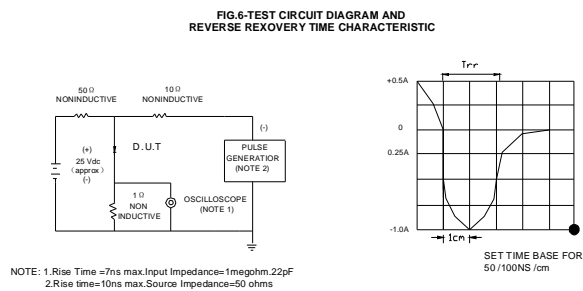 FIG.6-TEST CIRCUIT DIAGRAM AND
REVERSE REXOVERY TIME CHARACTERISTIC
50 Ω
NONINDUCTIVE
10 Ω
NONINDUCTIVE
(+)
25 Vdc
(approx)
(-)
D.U.T
1 Ω
NON
INDUCTIVE
OSCILLOSCOPE
(NOTE 1)
(-)
PULSE
GENERATIOR
(NOTE 2)
Trr
+0.5A
0
0.25A
-1.0A
1cm
SET TIME BASE FOR
50 /100NS /cm
NOTE: 1.Rise Time =7ns max.Input Impedance=1megohm.22pF
2.Rise time=10ns max.Source Impedance=50 ohms